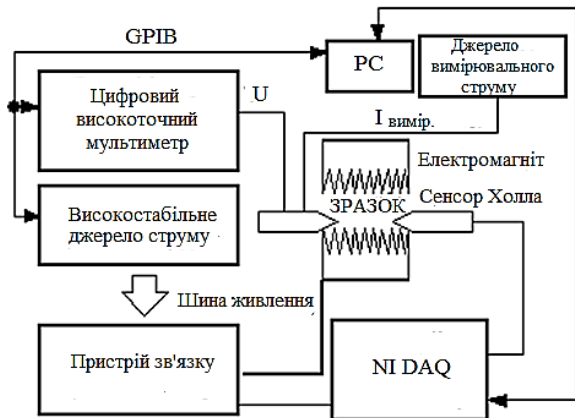 GPIB
PC
Джерело
вимірювального
струму
Цифровий
високоточний
мультиметр
U
I вимір.
Електромагніт
ЗРАЗОК
Сенсор Холла
Високостабільне
джерело струму
Шина живлення
Пристрій зв'язку
NI DAQ